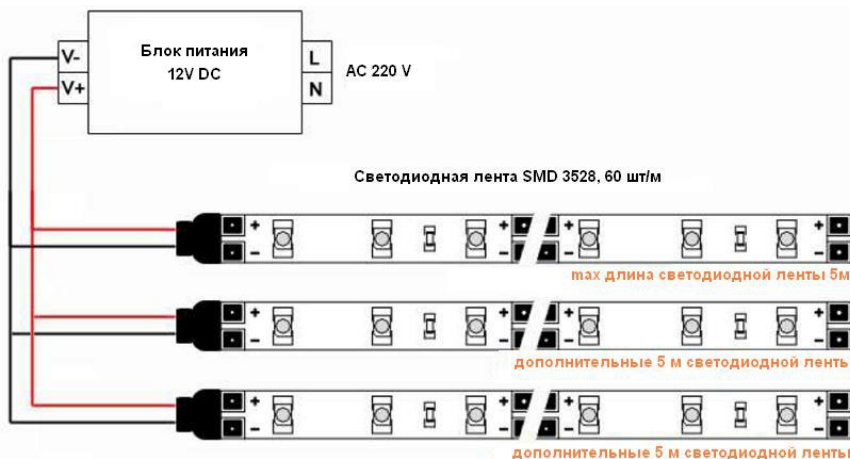 Блок питания
12V DC
V-
V+
L
N
AC 220 V
Светодиодная лента SMD 3528, 60 шт/м
+ + + +
- - - -
max длина светодиодной ленты 5м
+ + + +
- - - -
дополнительные 5 м светодиодной ленты
+ + + +
- - - -
дополнительные 5 м светодиодной ленты